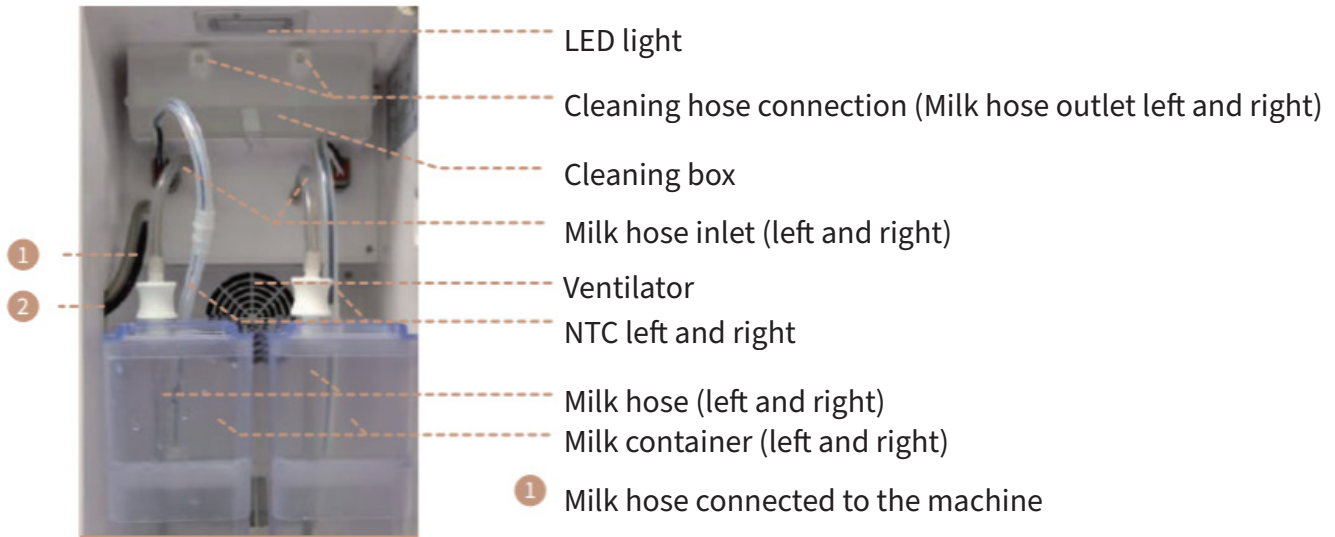 LED light
Cleaning hose connection (Milk hose outlet left and right)
Cleaning box
Milk hose inlet (left and right)
1
Ventilator
2
NTC left and right
Milk hose (left and right)
Milk container (left and right)
1 Milk hose connected to the machine